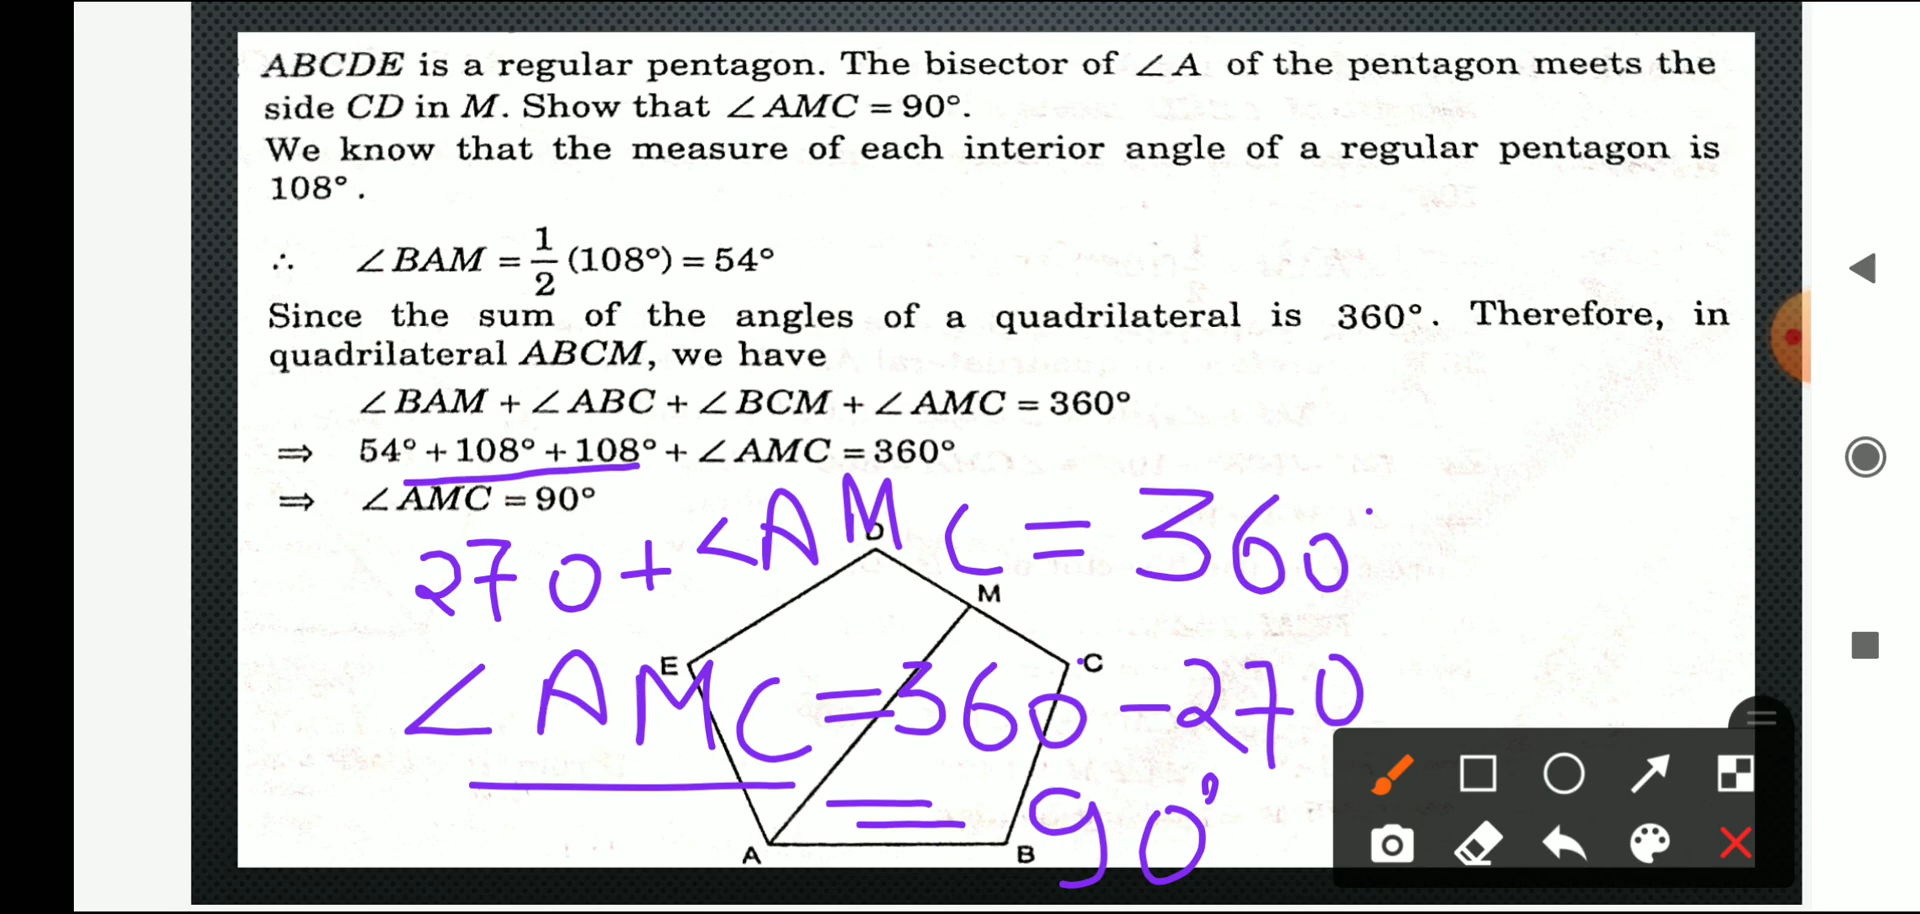 ABCDE is a regular pentagon. The bisector of ∠A of the pentagon meets the
side CD in M. Show that ∠AMC = 90°.
We know that the measure of each interior angle of a regular pentagon is
108°.
∴ ∠BAM = 1/2 (108°) = 54°
Since the sum of the angles of a quadrilateral is 360°. Therefore, in
quadrilateral ABCM, we have
∠BAM + ∠ABC + ∠BCM + ∠AMC = 360°
⇒ 54° + 108° + 108° + ∠AMC = 360°
⇒ ∠AMC = 90°
270 + ∠AMC = 360°
D
M
E
C
∠AMC = 360 - 270
= 90°
A
B